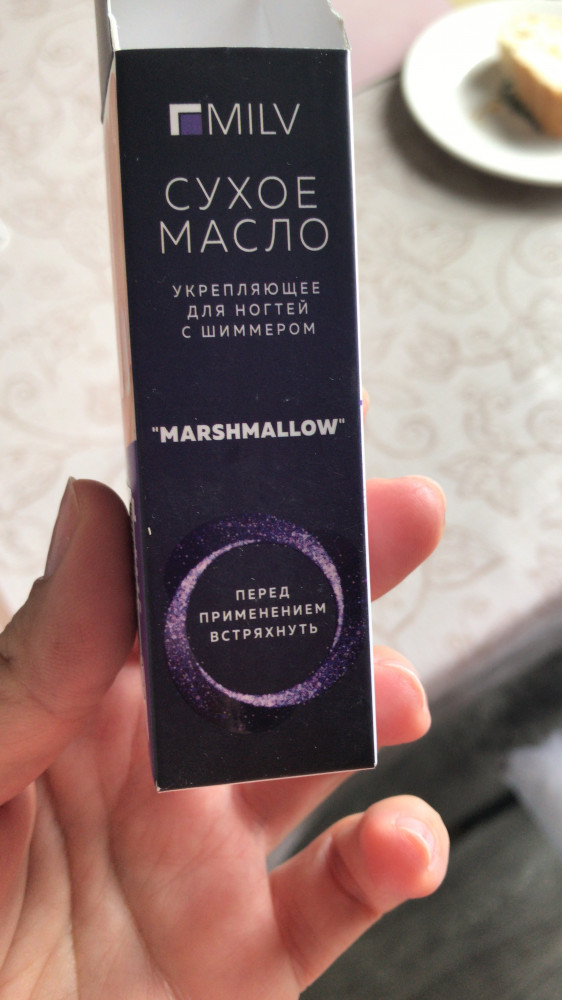 MILV
СУХОЕ
МАСЛО
УКРЕПЛЯЮЩЕЕ
ДЛЯ НОГТЕЙ
С ШИММЕРОМ
"MARSHMALLOW"
ПЕРЕД
ПРИМЕНЕНИЕМ
ВСТРЯХНУТЬ